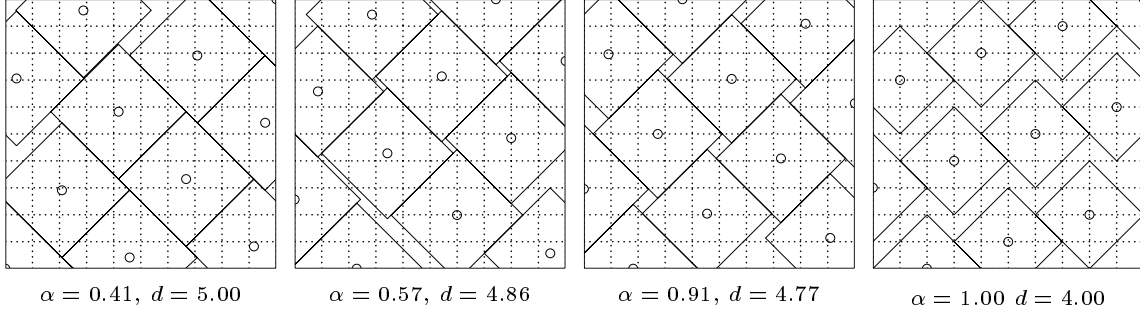 α = 0.41, d = 5.00
α = 0.57, d = 4.86
α = 0.91, d = 4.77
α = 1.00 d = 4.00